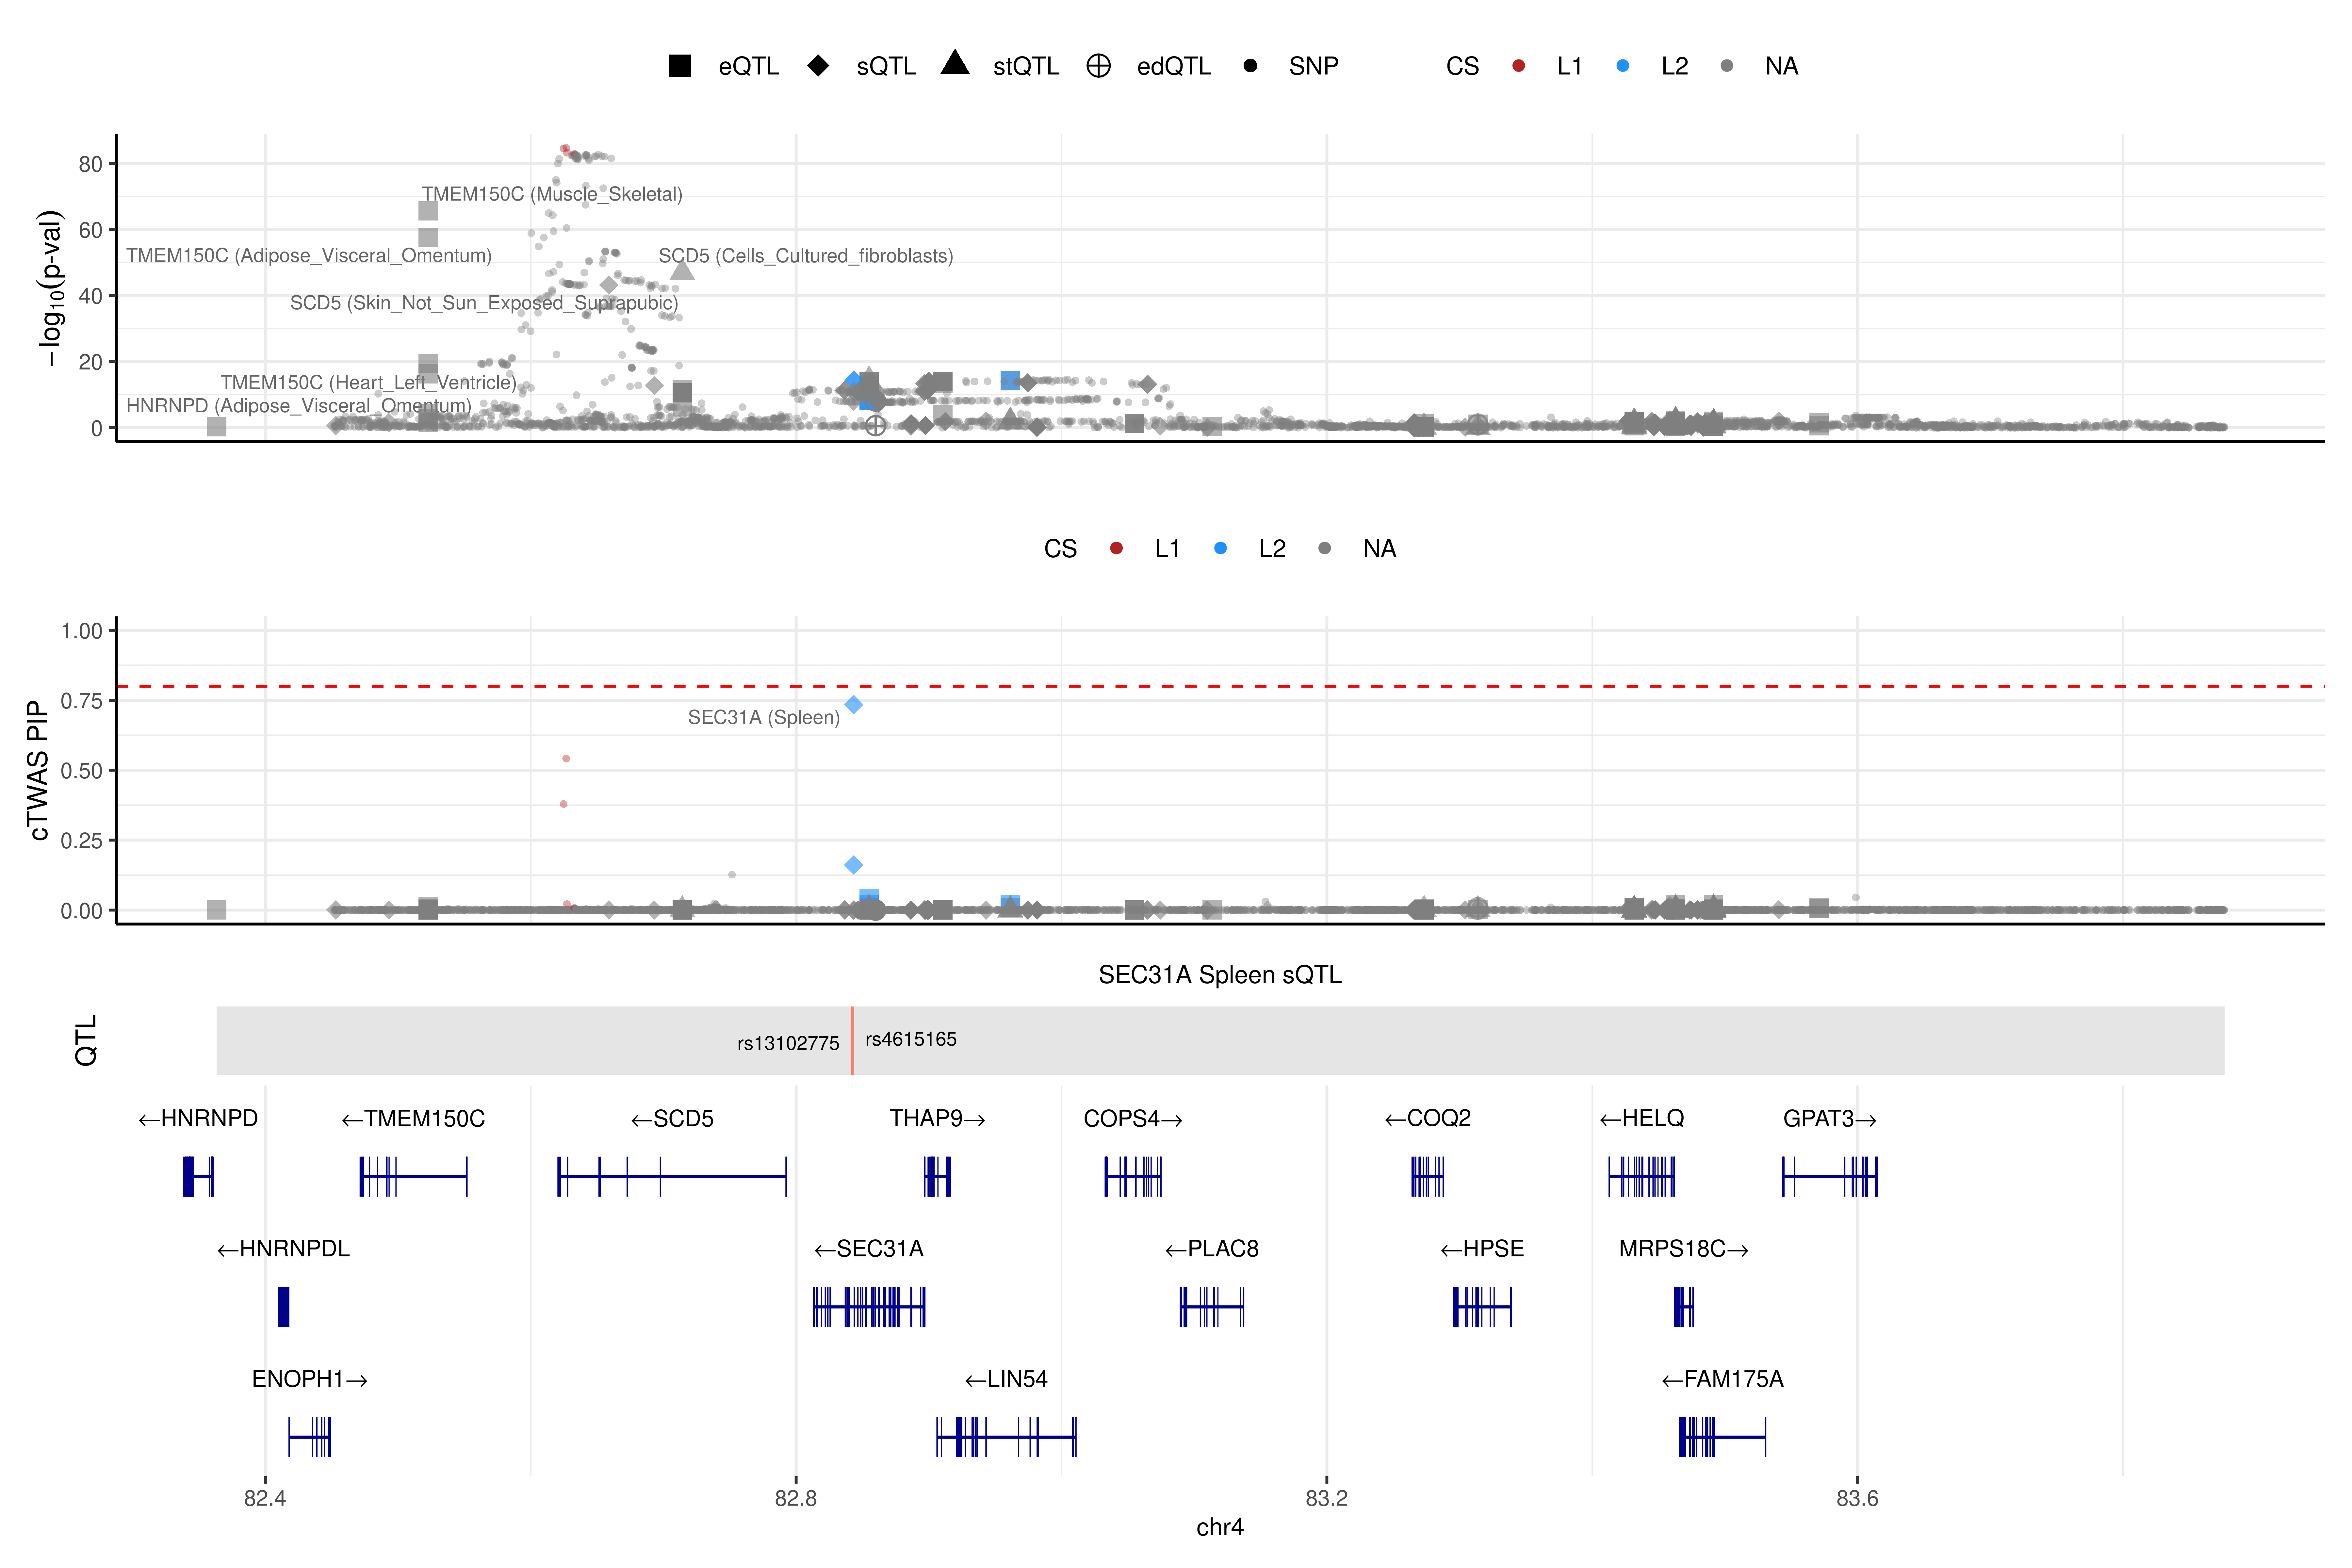 eQTL sQTL stQTL edQTL SNP CS L1 L2 NA
−log10(p-val)
80
60
40
20
0
TMEM150C (Muscle_Skeletal)
TMEM150C (Adipose_Visceral_Omentum)
SCD5 (Cells_Cultured_fibroblasts)
SCD5 (Skin_Not_Sun_Exposed_Suprapubic)
TMEM150C (Heart_Left_Ventricle)
HNRNPD (Adipose_Visceral_Omentum)
CS L1 L2 NA
cTWAS PIP
1.00
0.75
0.50
0.25
0.00
SEC31A (Spleen)
SEC31A Spleen sQTL
QTL
rs13102775 rs4615165
←HNRNPD ←TMEM150C ←SCD5 THAP9→ COPS4→ ←COQ2 ←HELQ GPAT3→
←HNRNPDL ←SEC31A ←PLAC8 ←HPSE MRPS18C→
ENOPH1→ ←LIN54 ←FAM175A
82.4 82.8 83.2 83.6
chr4